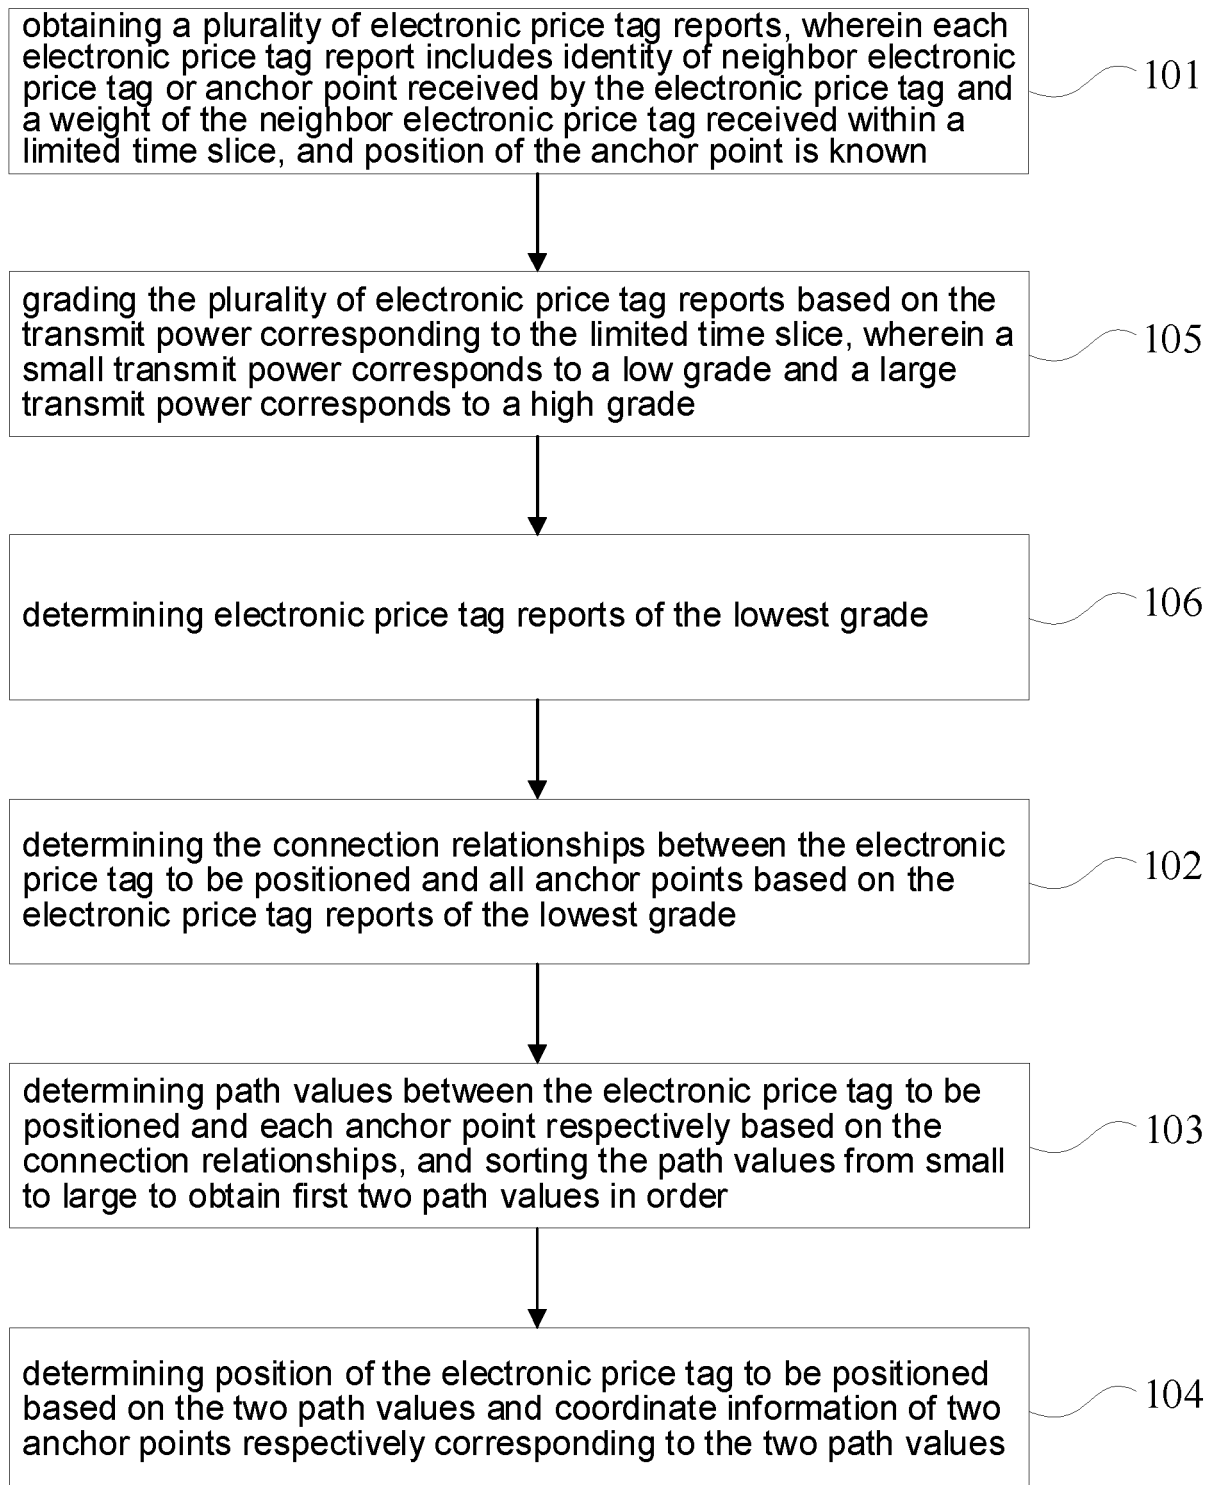 obtaining a plurality of electronic price tag reports, wherein each
electronic price tag report includes identity of neighbor electronic
price tag or anchor point received by the electronic price tag and
a weight of the neighbor electronic price tag received within a
limited time slice, and position of the anchor point is known
101
grading the plurality of electronic price tag reports based on the
transmit power corresponding to the limited time slice, wherein a
small transmit power corresponds to a low grade and a large
transmit power corresponds to a high grade
105
determining electronic price tag reports of the lowest grade
106
determining the connection relationships between the electronic
price tag to be positioned and all anchor points based on the
electronic price tag reports of the lowest grade
102
determining path values between the electronic price tag to be
positioned and each anchor point respectively based on the
connection relationships, and sorting the path values from small
to large to obtain first two path values in order
103
determining position of the electronic price tag to be positioned
based on the two path values and coordinate information of two
anchor points respectively corresponding to the two path values
104